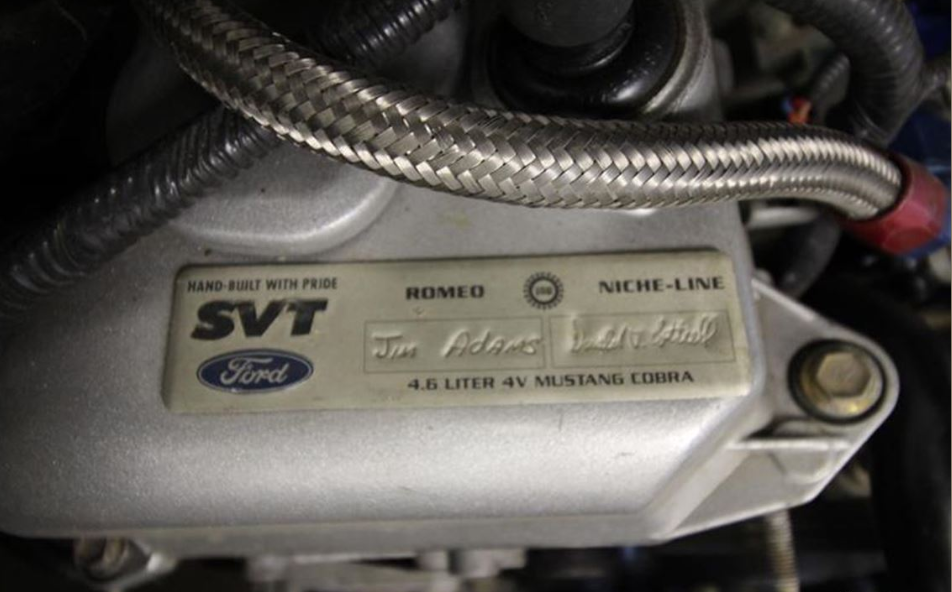 HAND-BUILT WITH PRIDE
SVT
Ford
ROMEO NICHE-LINE
Jim Adams
4.6 LITER 4V MUSTANG COBRA